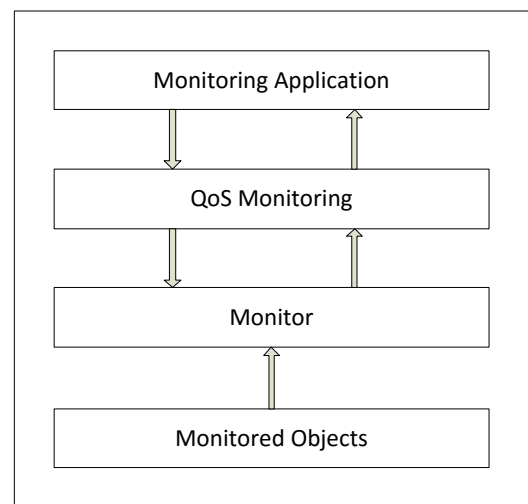 Monitoring Application
QoS Monitoring
Monitor
Monitored Objects